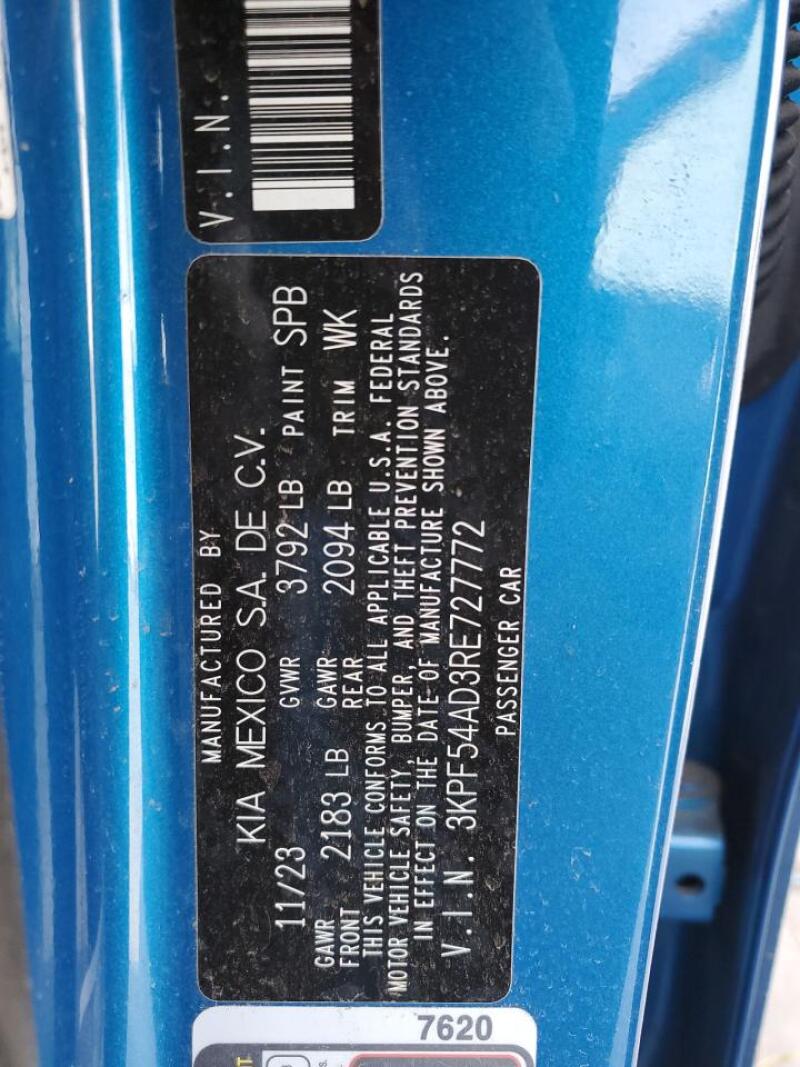 V.I.N.
MANUFACTURED BY
KIA MEXICO S.A. DE C.V.
11/23 GVWR 3792 LB PAINT SPB
GAWR FRONT 2183 LB GAWR REAR 2094 LB TRIM WK
THIS VEHICLE CONFORMS TO ALL APPLICABLE U.S.A. FEDERAL
MOTOR VEHICLE SAFETY, BUMPER, AND THEFT PREVENTION STANDARDS
IN EFFECT ON THE DATE OF MANUFACTURE SHOWN ABOVE.
V.I.N. 3KPF54AD3RE727772
PASSENGER CAR
7620